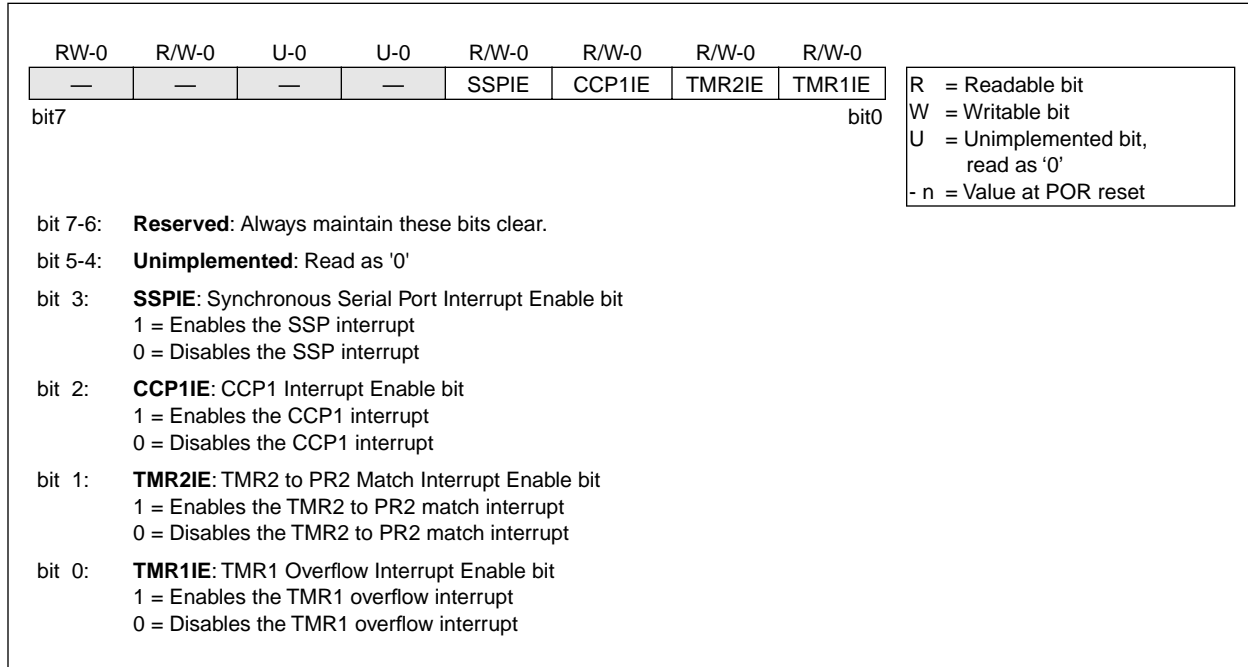 RW-0 R/W-0 U-0 U-0 R/W-0 R/W-0 R/W-0 R/W-0
— — — — SSPIE CCP1IE TMR2IE TMR1IE
bit7 bit0
R = Readable bit
W = Writable bit
U = Unimplemented bit,
read as ‘0’
- n = Value at POR reset
bit 7-6: Reserved: Always maintain these bits clear.
bit 5-4: Unimplemented: Read as '0'
bit 3: SSPIE: Synchronous Serial Port Interrupt Enable bit
1 = Enables the SSP interrupt
0 = Disables the SSP interrupt
bit 2: CCP1IE: CCP1 Interrupt Enable bit
1 = Enables the CCP1 interrupt
0 = Disables the CCP1 interrupt
bit 1: TMR2IE: TMR2 to PR2 Match Interrupt Enable bit
1 = Enables the TMR2 to PR2 match interrupt
0 = Disables the TMR2 to PR2 match interrupt
bit 0: TMR1IE: TMR1 Overflow Interrupt Enable bit
1 = Enables the TMR1 overflow interrupt
0 = Disables the TMR1 overflow interrupt